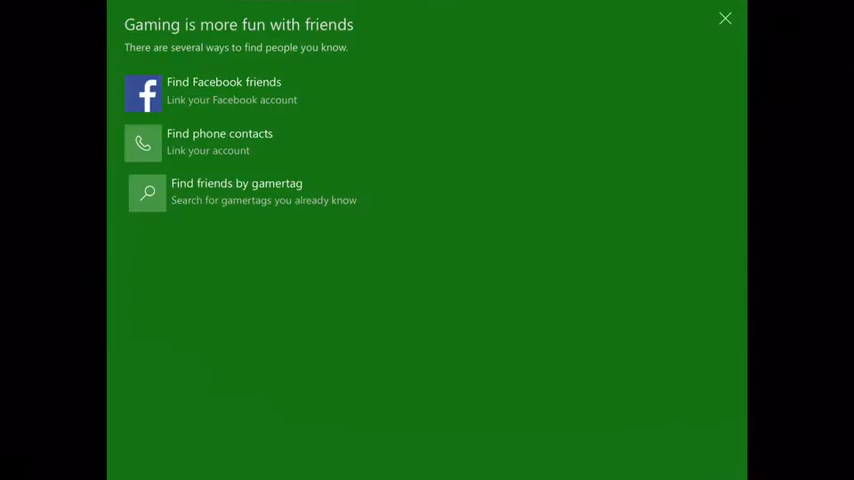 Gaming is more fun with friends
There are several ways to find people you know.
Find Facebook friends
Link your Facebook account
Find phone contacts
Link your account
Find friends by gamertag
Search for gamertags you already know